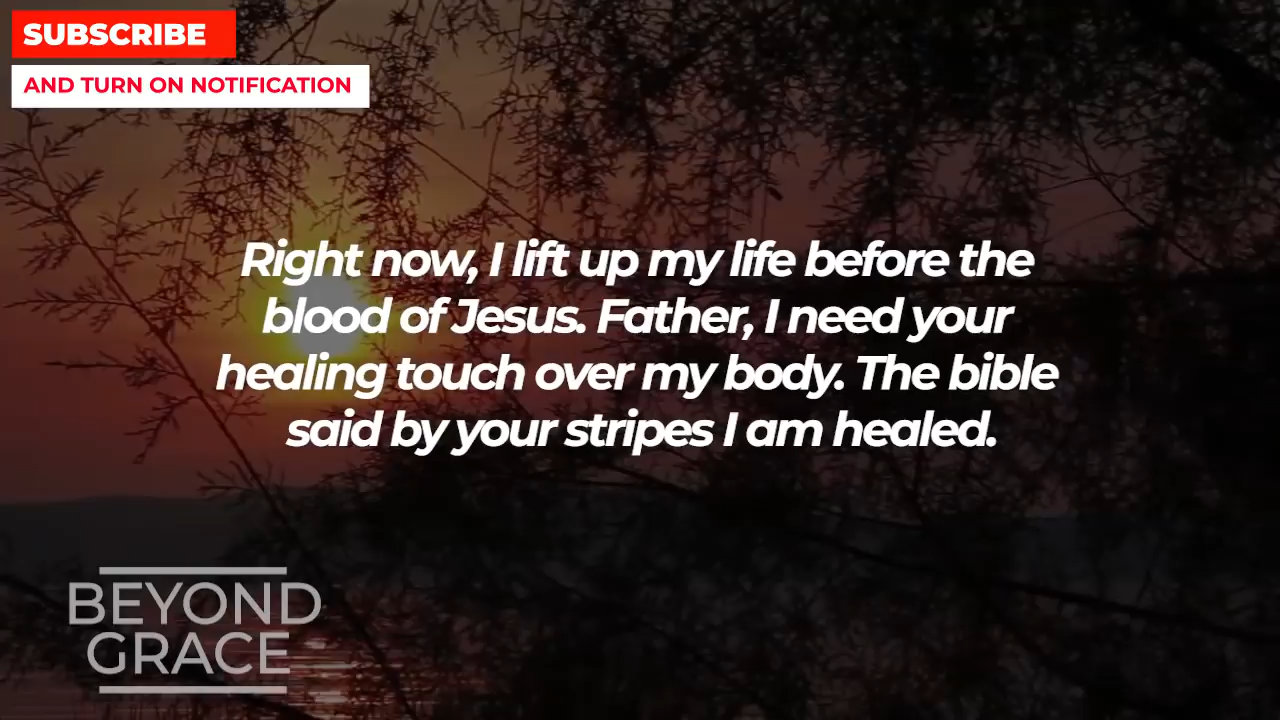 SUBSCRIBE
AND TURN ON NOTIFICATION
Right now, I lift up my life before the
blood of Jesus. Father, I need your
healing touch over my body. The bible
said by your stripes I am healed.
BEYOND
GRACE